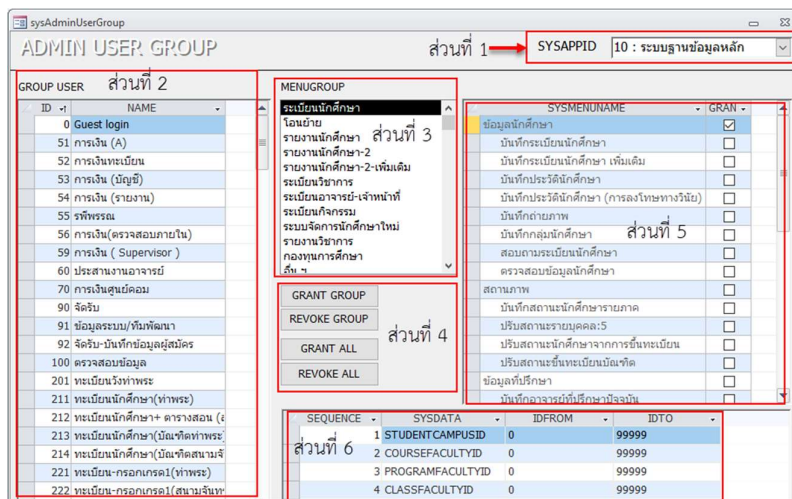 sysAdminUserGroup
ADMIN USER GROUP
ส่วนที่ 1
SYSAPPID
10 : ระบบฐานข้อมูลหลัก
GROUP USER
ส่วนที่ 2
ID
NAME
0 Guest login
51 การเงิน (A)
52 การเงินทะเบียน
53 การเงิน (บัญชี)
54 การเงิน (รายงาน)
55 รพีพรรณ
56 การเงิน(ตรวจสอบภายใน)
59 การเงิน ( Supervisor )
60 ประสานงานอาจารย์
70 การเงินศูนย์คอม
90 จัดรับ
91 ข้อมูลระบบ/ทีมพัฒนา
92 จัดรับ-บันทึกข้อมูลผู้สมัคร
100 ตรวจสอบข้อมูล
201 ทะเบียนวังท่าพระ
211 ทะเบียนนักศึกษา(ท่าพระ)
212 ทะเบียนนักศึกษา+ ตารางสอน (
213 ทะเบียนนักศึกษา(บัณฑิตท่าพระ
214 ทะเบียนนักศึกษา(บัณฑิตสนามจั
221 ทะเบียน-กรอกเกรด1(ท่าพระ)
222 ทะเบียน-กรอกเกรด1(สนามจันท
MENUGROUP
ระเบียนนักศึกษา
โอนย้าย
รายงานนักศึกษา
ส่วนที่ 3
รายงานนักศึกษา-2
รายงานนักศึกษา-2-เพิ่มเติม
ระเบียนวิชาการ
ระเบียนอาจารย์-เจ้าหน้าที่
ระเบียนกิจกรรม
ระบบจัดการนักศึกษาใหม่
รายงานวิชาการ
กองทุนการศึกษา
อื่น ๆ
GRANT GROUP
REVOKE GROUP
ส่วนที่ 4
GRANT ALL
REVOKE ALL
SYSMENUNAME
GRAN
ข้อมูลนักศึกษา
บันทึกระเบียนนักศึกษา
บันทึกระเบียนนักศึกษา เพิ่มเติม
บันทึกประวัตินักศึกษา
บันทึกประวัตินักศึกษา (การลงโทษทางวินัย)
บันทึกถ่ายภาพ
บันทึกกลุ่มนักศึกษา
ส่วนที่ 5
สอบถามระเบียนนักศึกษา
ตรวจสอบข้อมูลนักศึกษา
สถานภาพ
บันทึกสถานะนักศึกษารายภาค
ปรับสถานะรายบุคคล:5
ปรับสถานะนักศึกษาจากการขึ้นทะเบียน
ปรับสถานะขึ้นทะเบียนบัณฑิต
ข้อมูลที่ปรึกษา
บันทึกอาจารย์ที่ปรึกษาปัจจุบัน
SEQUENCE
SYSDATA
IDFROM
IDTO
ส่วนที่ 6
1 STUDENTCAMPUSID 0 99999
2 COURSEFACULTYID 0 99999
3 PROGRAMFACULTYID 0 99999
4 CLASSFACULTYID 0 99999